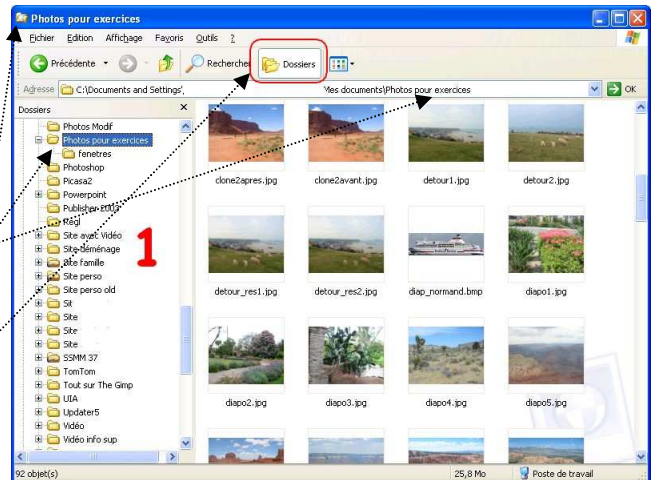 Photos pour exercices
Fichier Edition Affichage Favoris Outils ?
Précédente Rechercher Dossiers
Adresse C:\Documents and Settings\ Mes documents\Photos pour exercices OK
Dossiers ×
Photos Modif
Photos pour exercices
fenetres
Photoshop
Picasa2
Powerpoint
Publisher 2003
Regl
Site avec Vidéo
Site déménage
Site famille
Site perso
Site perso old
Sit
Site
Site
Site
SSMM 37
TomTom
Tout sur The Gimp
UIA
Updater5
Vidéo
Vidéo info sup
1
clone2apres.jpg clone2avant.jpg detour1.jpg detour2.jpg
detour_res1.jpg detour_res2.jpg diap_normand.bmp diapo1.jpg
diapo2.jpg diapo3.jpg diapo4.jpg diapo5.jpg
92 objet(s) 25,8 Mo Poste de travail